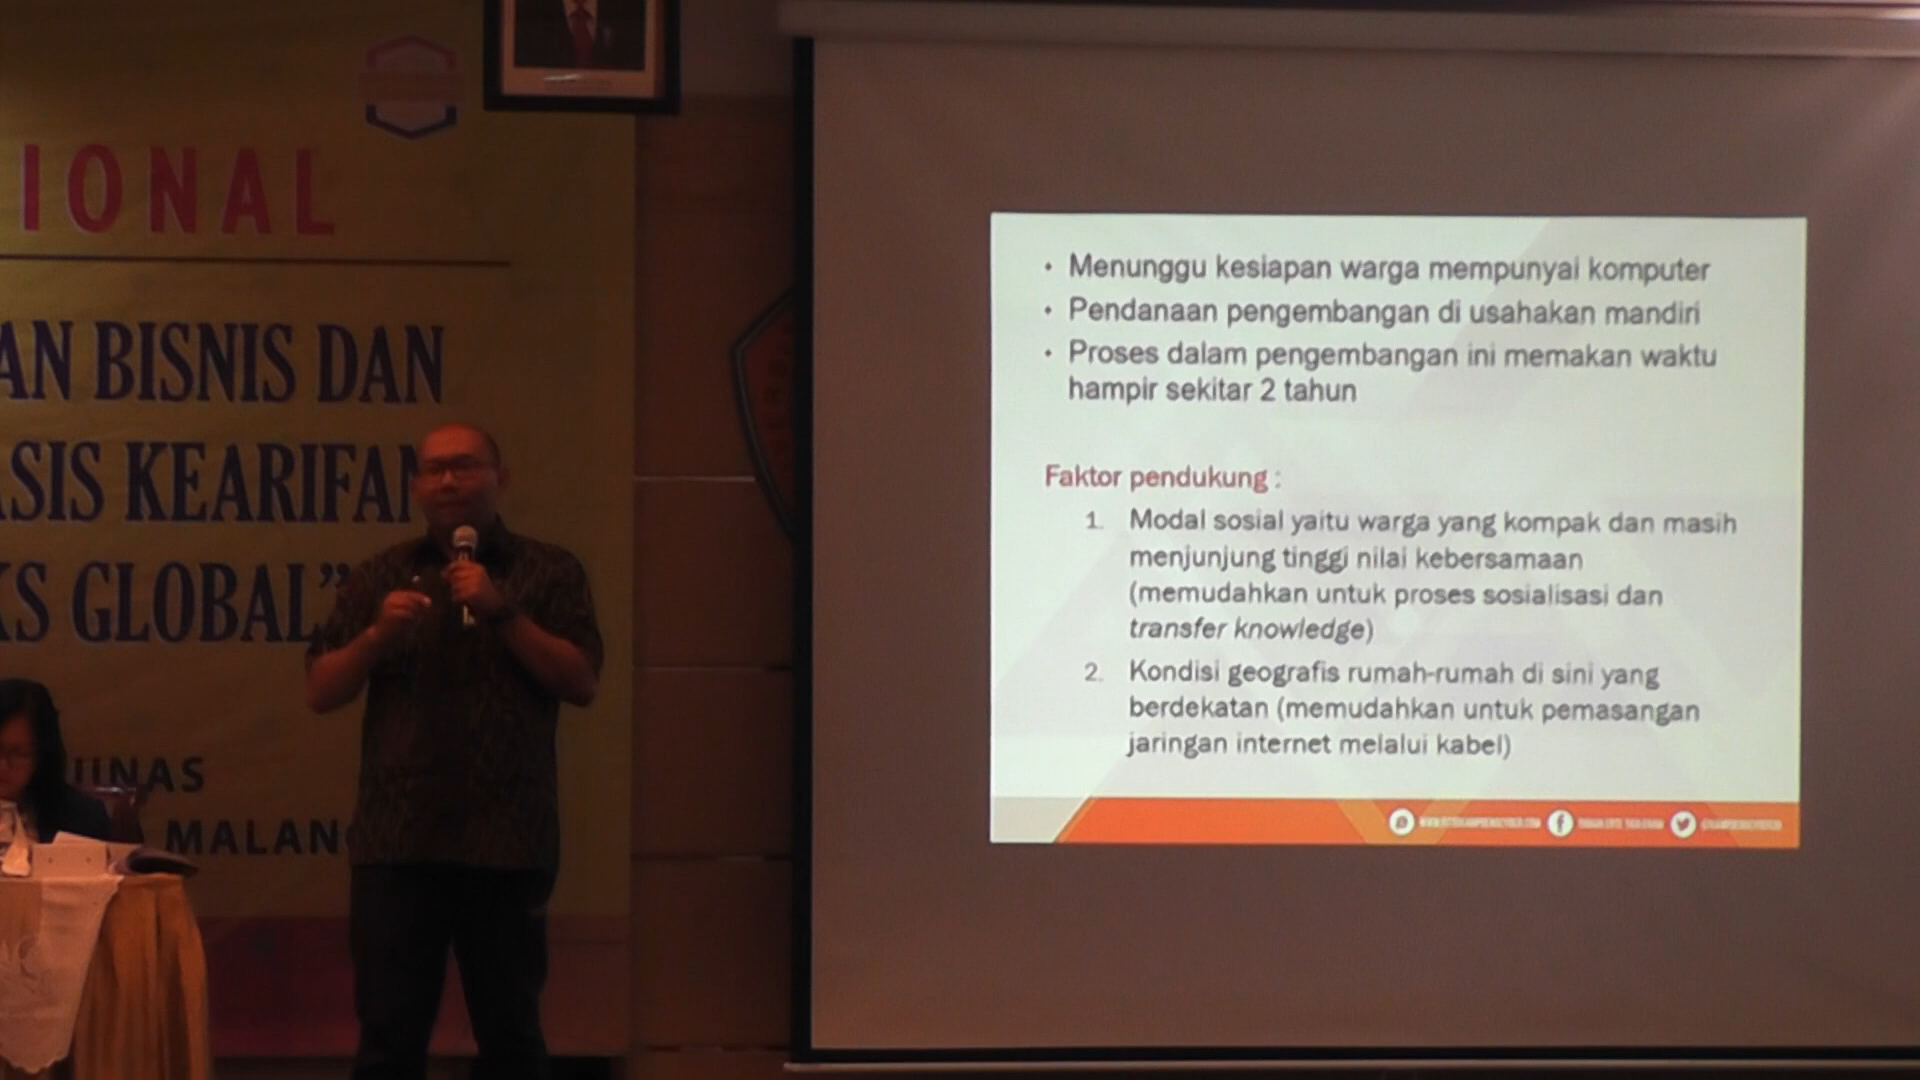 IONAL
AN BISNIS DAN
ASIS KEARIFAN
KS GLOBAL”
MALANG
• Menunggu kesiapan warga mempunyai komputer
• Pendanaan pengembangan di usahakan mandiri
• Proses dalam pengembangan ini memakan waktu
hampir sekitar 2 tahun
Faktor pendukung :
1. Modal sosial yaitu warga yang kompak dan masih
menjunjung tinggi nilai kebersamaan
(memudahkan untuk proses sosialisasi dan
transfer knowledge)
2. Kondisi geografis rumah-rumah di sini yang
berdekatan (memudahkan untuk pemasangan
jaringan internet melalui kabel)